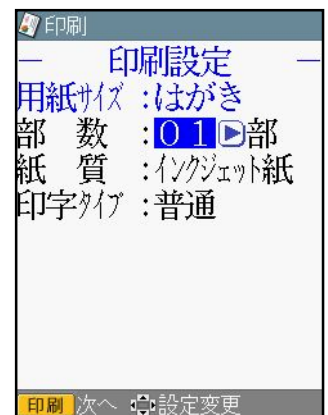 印刷
印刷設定
用紙サイズ：はがき
部　数　：０１部
紙　質　：インクジェット紙
印字タイプ：普通
印刷 次へ 設定変更